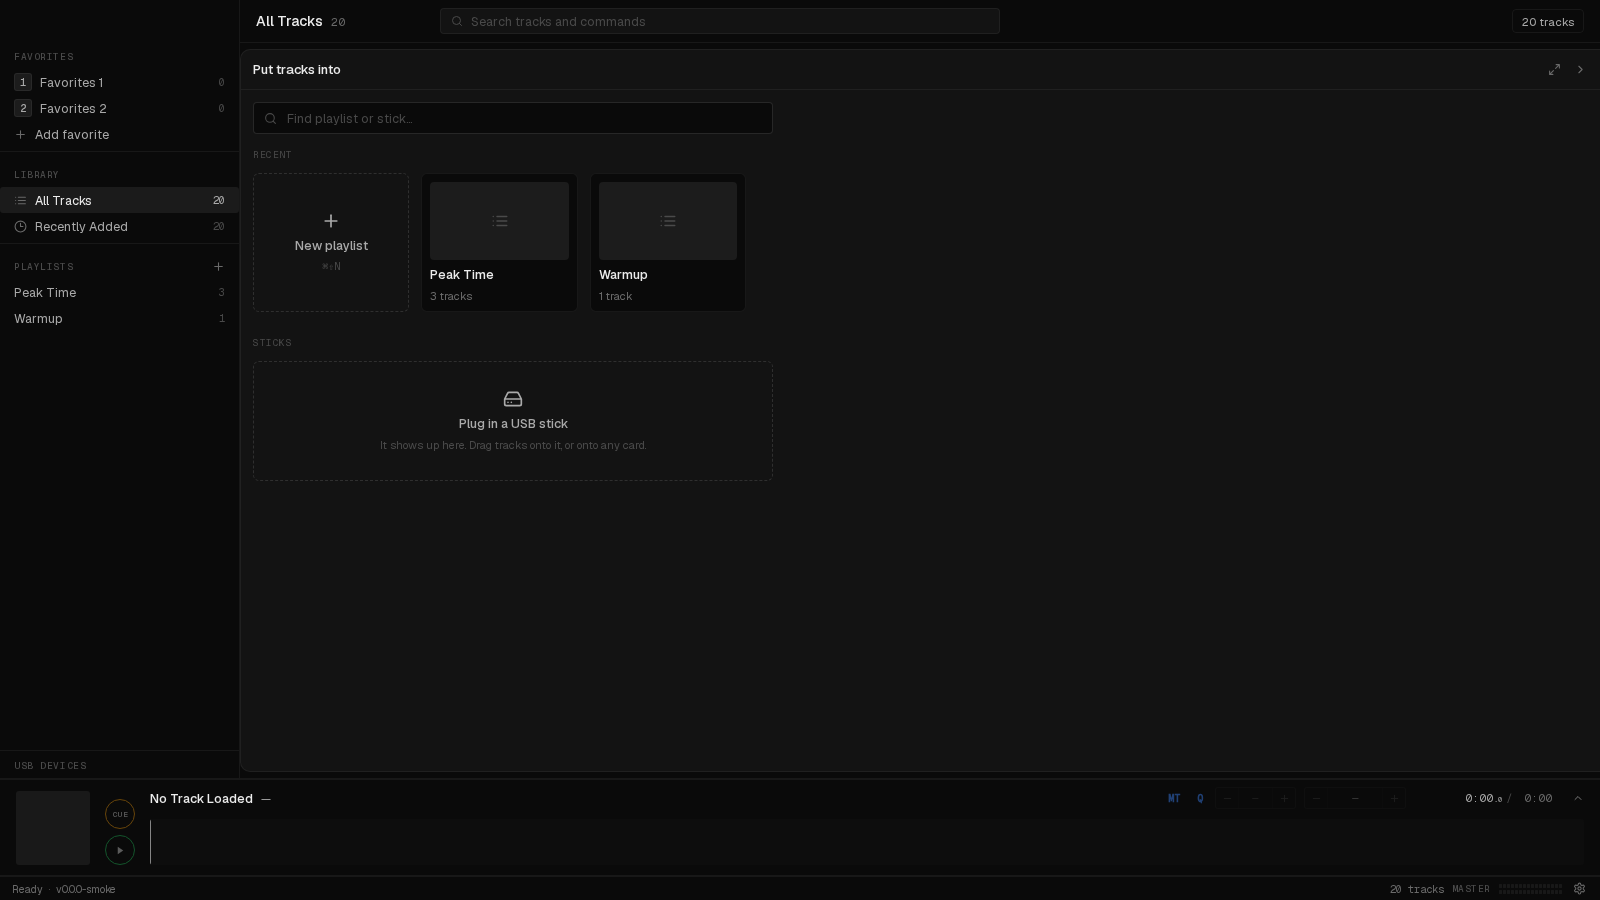 All Tracks 20
Search tracks and commands
20 tracks
FAVORITES
1 Favorites 1 0
2 Favorites 2 0
+ Add favorite
LIBRARY
All Tracks 20
Recently Added 20
PLAYLISTS +
Peak Time 3
Warmup 1
USB DEVICES
Put tracks into
Find playlist or stick...
RECENT
New playlist
⌘⇧N
Peak Time
3 tracks
Warmup
1 track
STICKS
Plug in a USB stick
It shows up here. Drag tracks onto it, or onto any card.
CUE
No Track Loaded —
MT Q — — + — — +
0:00.0 / 0:00
Ready · v0.0.0-smoke
20 tracks MASTER